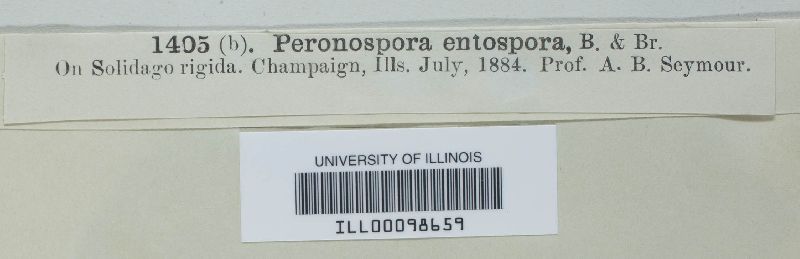 1405 (b). Peronospora entospora, B. & Br.
On Solidago rigida. Champaign, Ills. July, 1884. Prof. A. B. Seymour.
UNIVERSITY OF ILLINOIS
ILL00098659